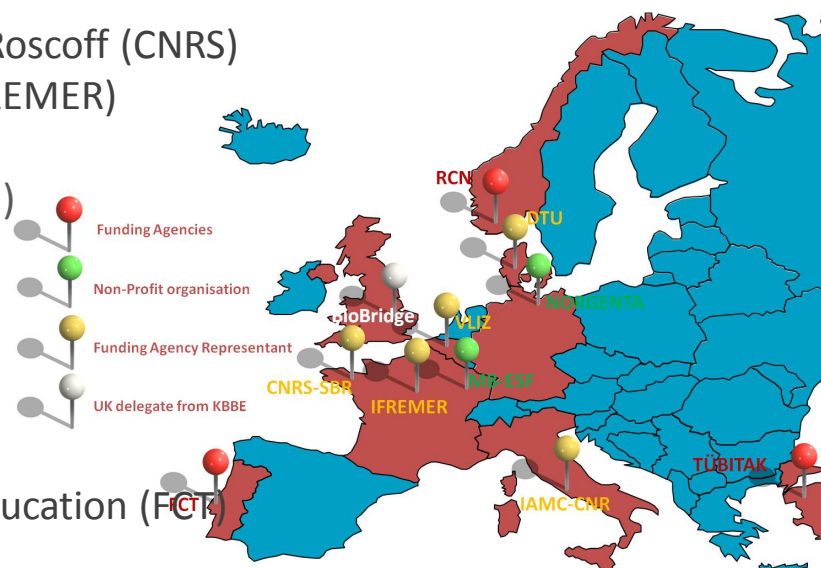 Roscoff (CNRS)
EMER)
)
Funding Agencies
Non-Profit organisation
Funding Agency Representant
UK delegate from KBBE
ucation (FCT)
RCN
DTU
NORGENTA
BioBridge
VLIZ
CNRS-SBR
IFREMER
MB-ESF
FCT
IAMC-CNR
TÜBITAK